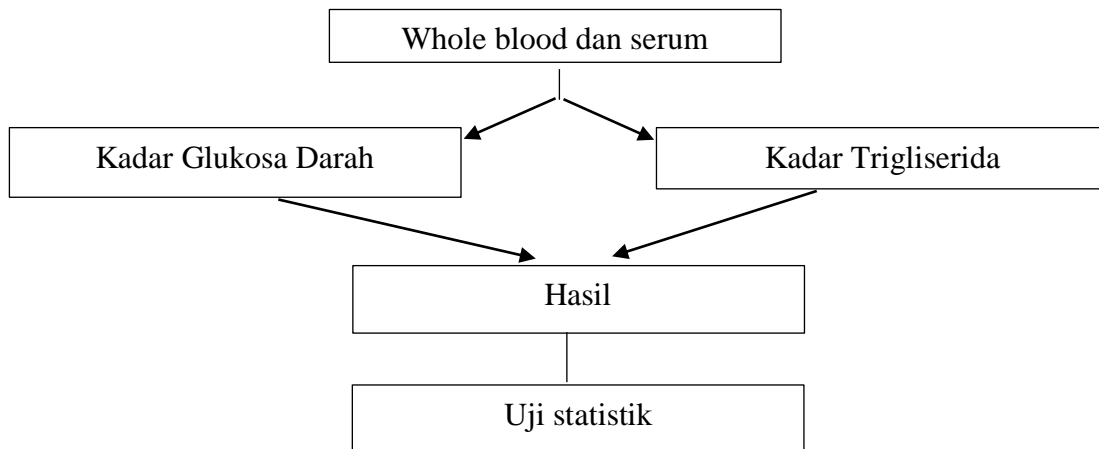 Whole blood dan serum
Kadar Glukosa Darah
Kadar Trigliserida
Hasil
Uji statistik